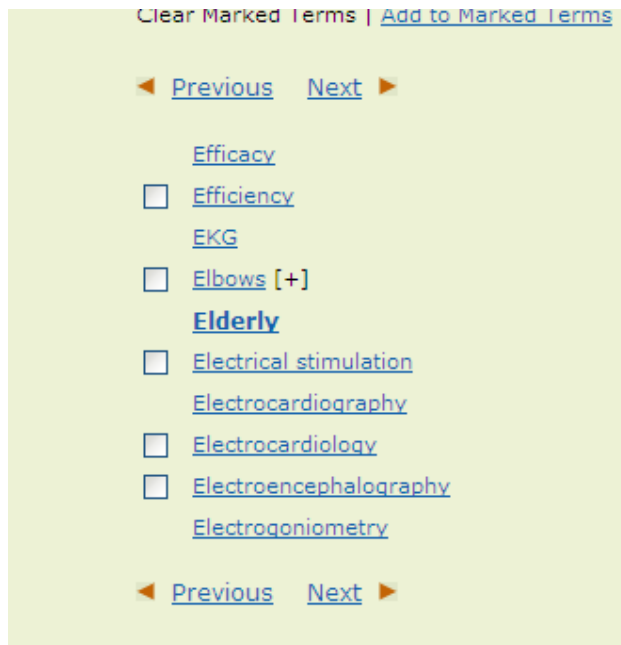 Clear Marked Terms | Add to Marked Terms
Previous Next
Efficacy
Efficiency
EKG
Elbows [+]
Elderly
Electrical stimulation
Electrocardiography
Electrocardiology
Electroencephalography
Electrogoniometry
Previous Next